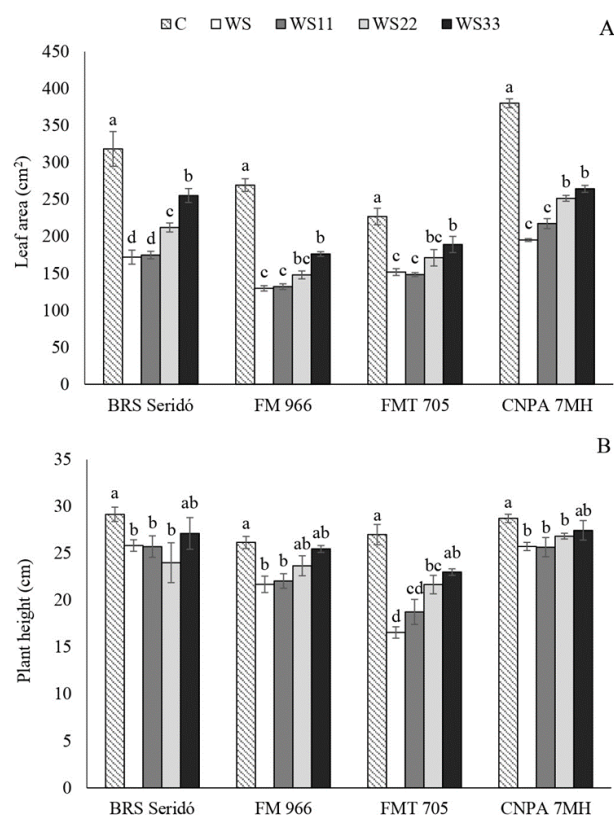 C WS WS11 WS22 WS33
A
Leaf area (cm²)
450
400
350
300
250
200
150
100
50
0
a d d c b
a c c bc b
a c c bc b
a c c b b
BRS Seridó FM 966 FMT 705 CNPA 7MH
B
Plant height (cm)
35
30
25
20
15
10
5
0
a b b b ab
a b b ab ab
a d cd bc ab
a b b ab ab
BRS Seridó FM 966 FMT 705 CNPA 7MH